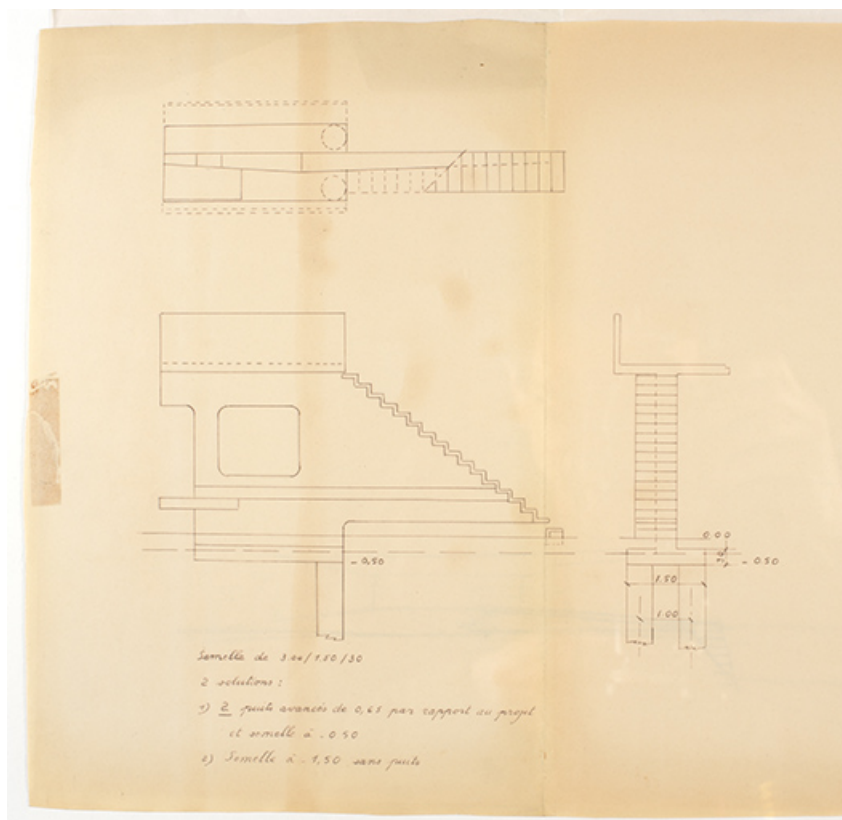 0.00
- 0,50
- 0.50
1.50
1.00
Semelle de 3.00/1.50/30
2 solutions :
1) 2 puits avancés de 0,65 par rapport au projet
et semelle à -0.50
2) Semelle à -1,50 sans puits